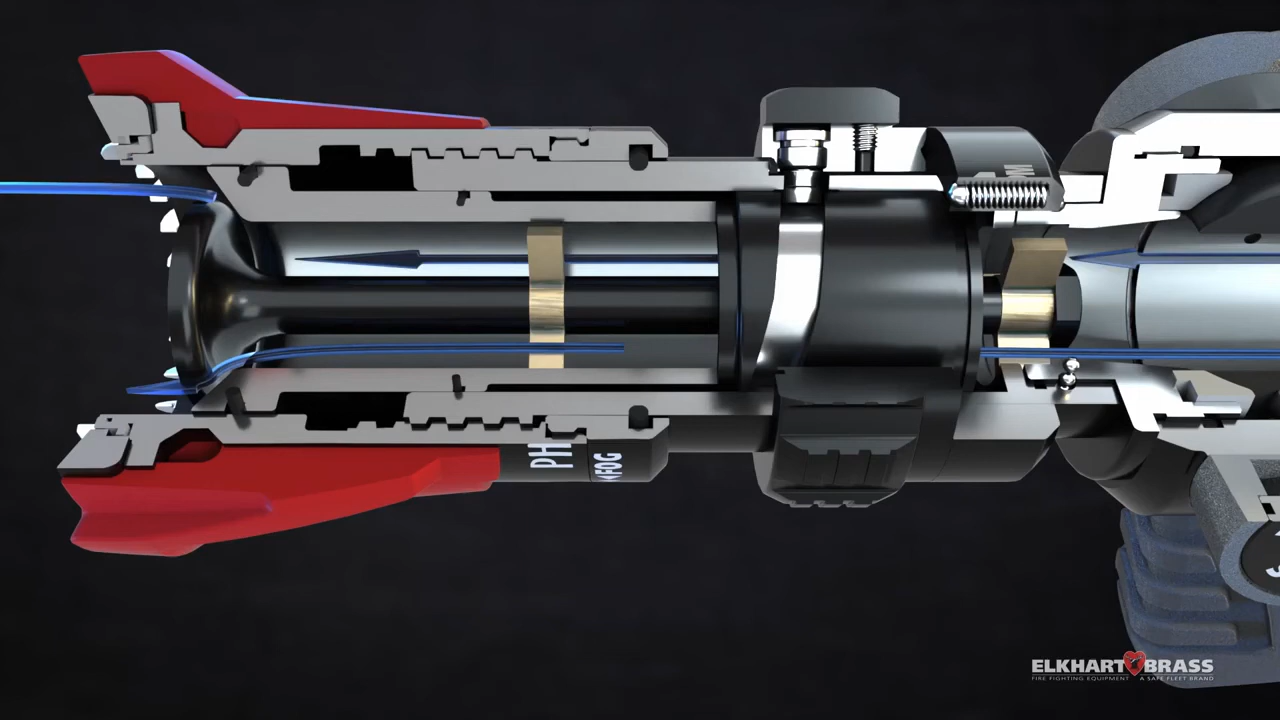 PH
FOG
ELKHART BRASS
FIRE FIGHTING EQUIPMENT A SAFE FLEET BRAND